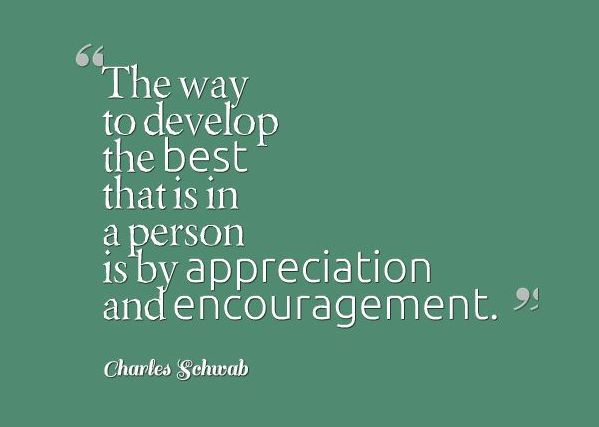 “The way
to develop
the best
that is in
a person
is by appreciation
and encouragement. ”
Charles Schwab